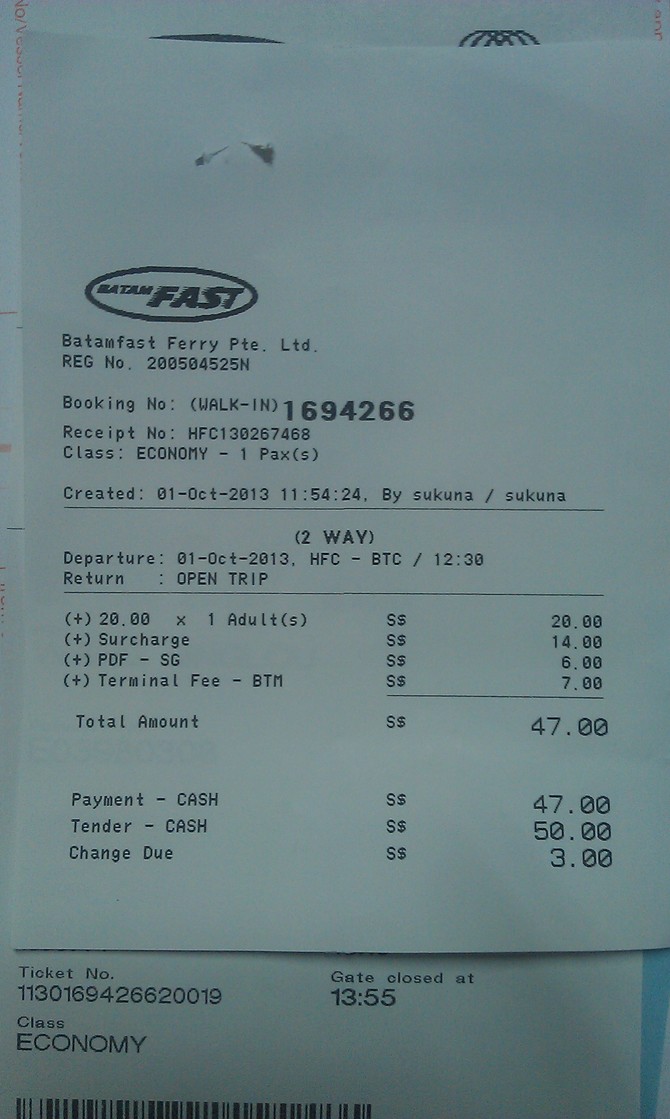 BATAM FAST
Batamfast Ferry Pte. Ltd.
REG No. 200504525N
Booking No: (WALK-IN) 1694266
Receipt No: HFC130267468
Class: ECONOMY - 1 Pax(s)
Created: 01-Oct-2013 11:54:24, By sukuna / sukuna
(2 WAY)
Departure: 01-Oct-2013, HFC - BTC / 12:30
Return : OPEN TRIP
(+) 20.00 x 1 Adult(s) S$ 20.00
(+) Surcharge S$ 14.00
(+) PDF - SG S$ 6.00
(+) Terminal Fee - BTM S$ 7.00
Total Amount S$ 47.00
Payment - CASH S$ 47.00
Tender - CASH S$ 50.00
Change Due S$ 3.00
Ticket No. Gate closed at
1130169426620019 13:55
Class
ECONOMY